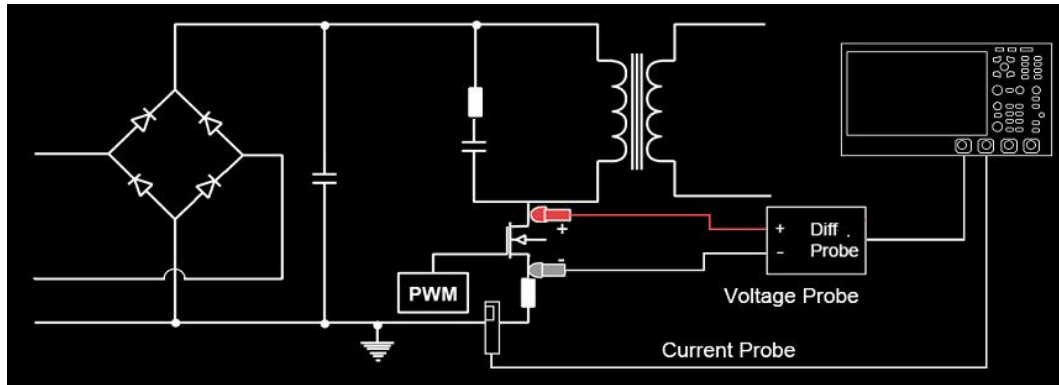 +
+
Diff .
-
-
Probe
PWM
Voltage Probe
Current Probe